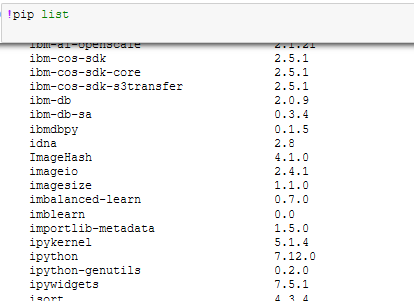 !pip list
ibm-ai-openscale 2.1.21
ibm-cos-sdk 2.5.1
ibm-cos-sdk-core 2.5.1
ibm-cos-sdk-s3transfer 2.5.1
ibm-db 2.0.9
ibm-db-sa 0.3.4
ibmdbpy 0.1.5
idna 2.8
ImageHash 4.1.0
imageio 2.4.1
imagesize 1.1.0
imbalanced-learn 0.7.0
imblearn 0.0
importlib-metadata 1.5.0
ipykernel 5.1.4
ipython 7.12.0
ipython-genutils 0.2.0
ipywidgets 7.5.1
isort 4.3.4